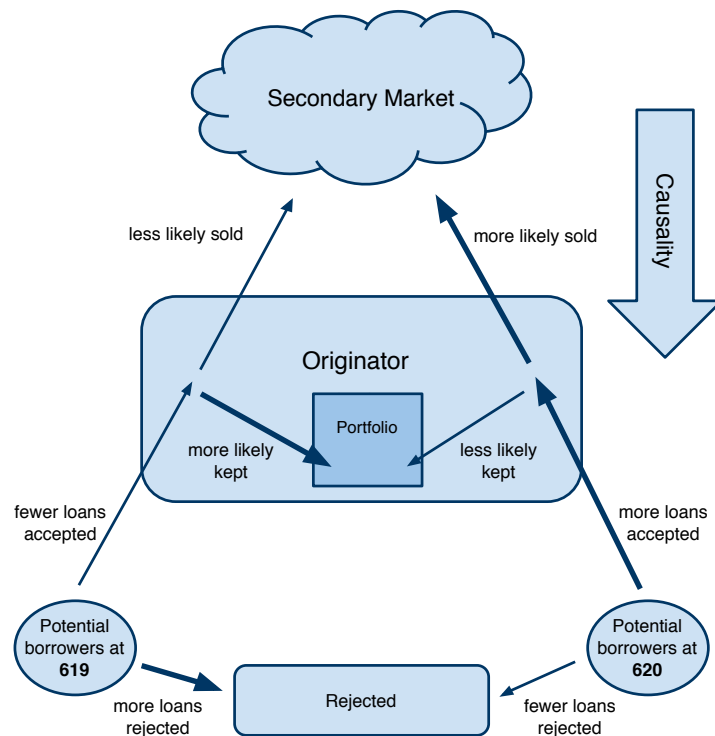 Secondary Market
Causality
less likely sold
more likely sold
Originator
Portfolio
more likely
kept
less likely
kept
fewer loans
accepted
more loans
accepted
Potential
borrowers at
619
Potential
borrowers at
620
Rejected
more loans
rejected
fewer loans
rejected